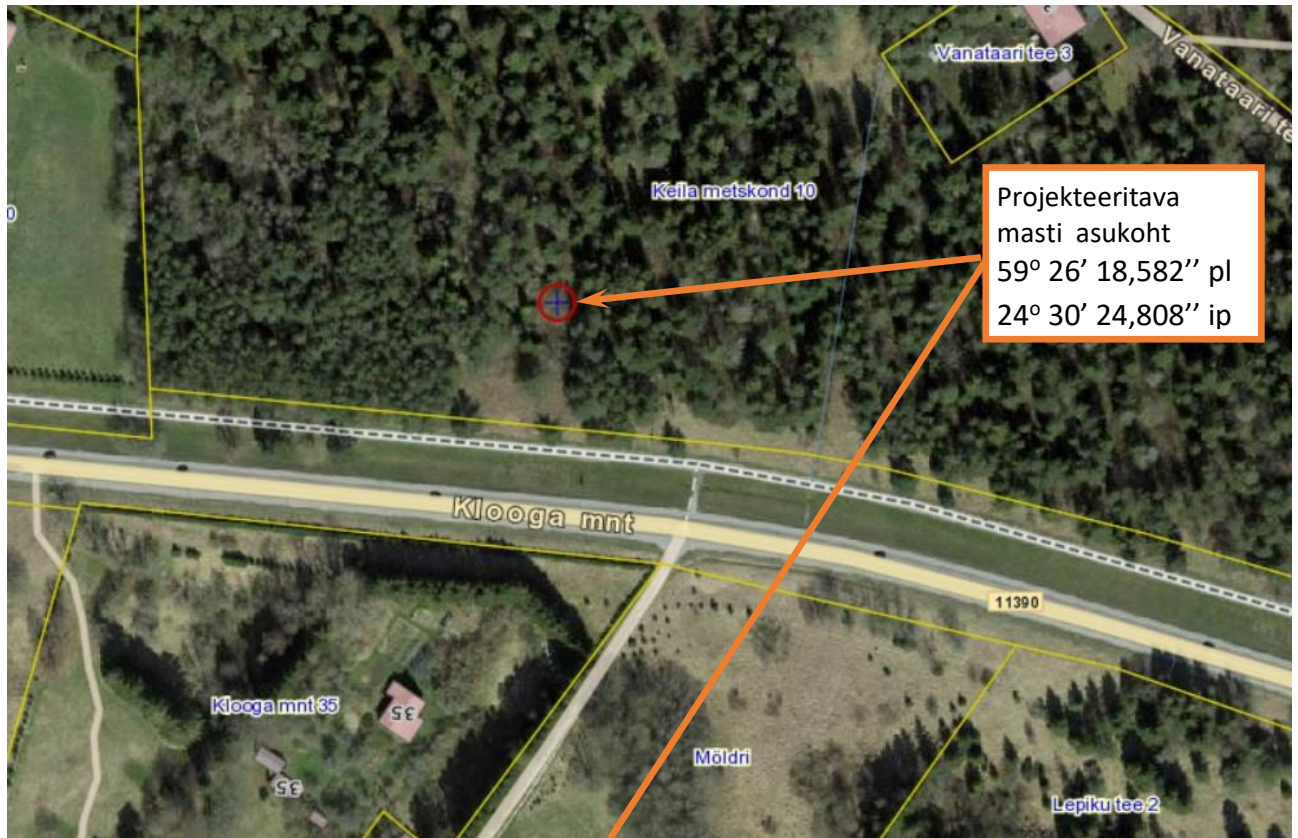 Vanataari tee 3
Vanataari te
Keila metskond 10
0
Projekteeritava
masti asukoht
59º 26’ 18,582’’ pl
24º 30’ 24,808’’ ip
Klooga mnt
11390
Klooga mnt 35
35
35
Möldri
Lepiku tee 2